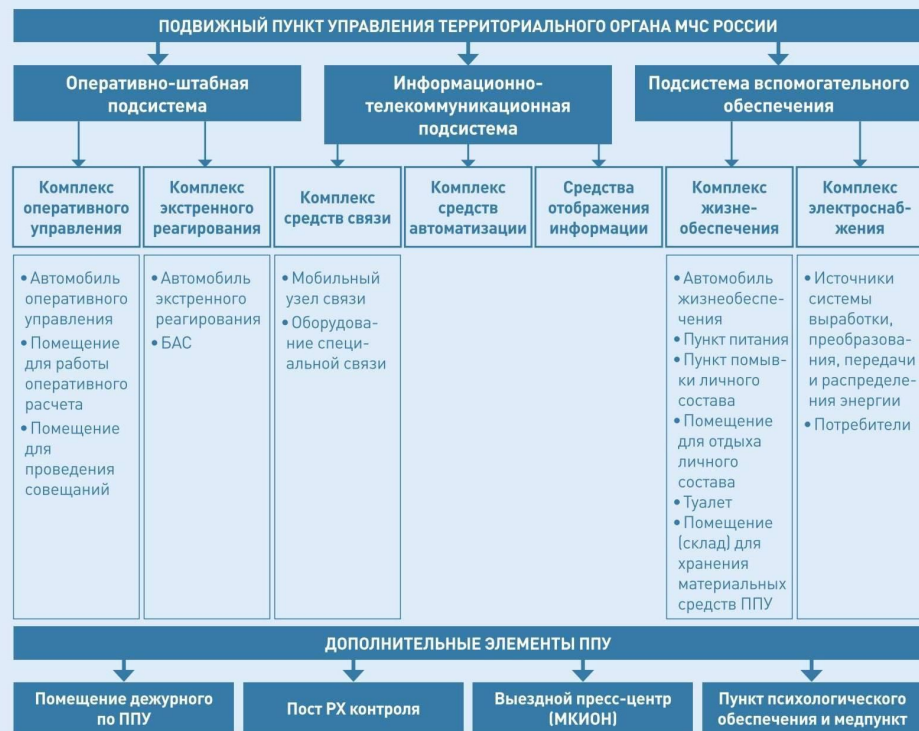 ПОДВИЖНЫЙ ПУНКТ УПРАВЛЕНИЯ ТЕРРИТОРИАЛЬНОГО ОРГАНА МЧС РОССИИ
Оперативно-штабная
подсистема
Информационно-
телекоммуникационная
подсистема
Подсистема вспомогательного
обеспечения
Комплекс
оперативного
управления
Комплекс
экстренного
реагирования
Комплекс
средств связи
Комплекс
средств
автоматизации
Средства
отображения
информации
Комплекс
жизне-
обеспечения
Комплекс
электроснаб-
жения
• Автомобиль
оперативного
управления
• Помещение
для работы
оперативного
расчета
• Помещение
для
проведения
совещаний
• Автомобиль
экстренного
реагирования
• БАС
• Мобильный
узел связи
• Оборудова-
ние специ-
альной связи
• Автомобиль
жизнеобеспе-
чения
• Пункт питания
• Пункт помыв-
ки личного
состава
• Помещение
для отдыха
личного
состава
• Туалет
• Помещение
(склад) для
хранения
материальных
средств ППУ
• Источники
системы
выработки,
преобразова-
ния, передачи
и распределе-
ния энергии
• Потребители
ДОПОЛНИТЕЛЬНЫЕ ЭЛЕМЕНТЫ ППУ
Помещение дежурного
по ППУ
Пост РХ контроля
Выездной пресс-центр
(МКИОН)
Пункт психологического
обеспечения и медпункт